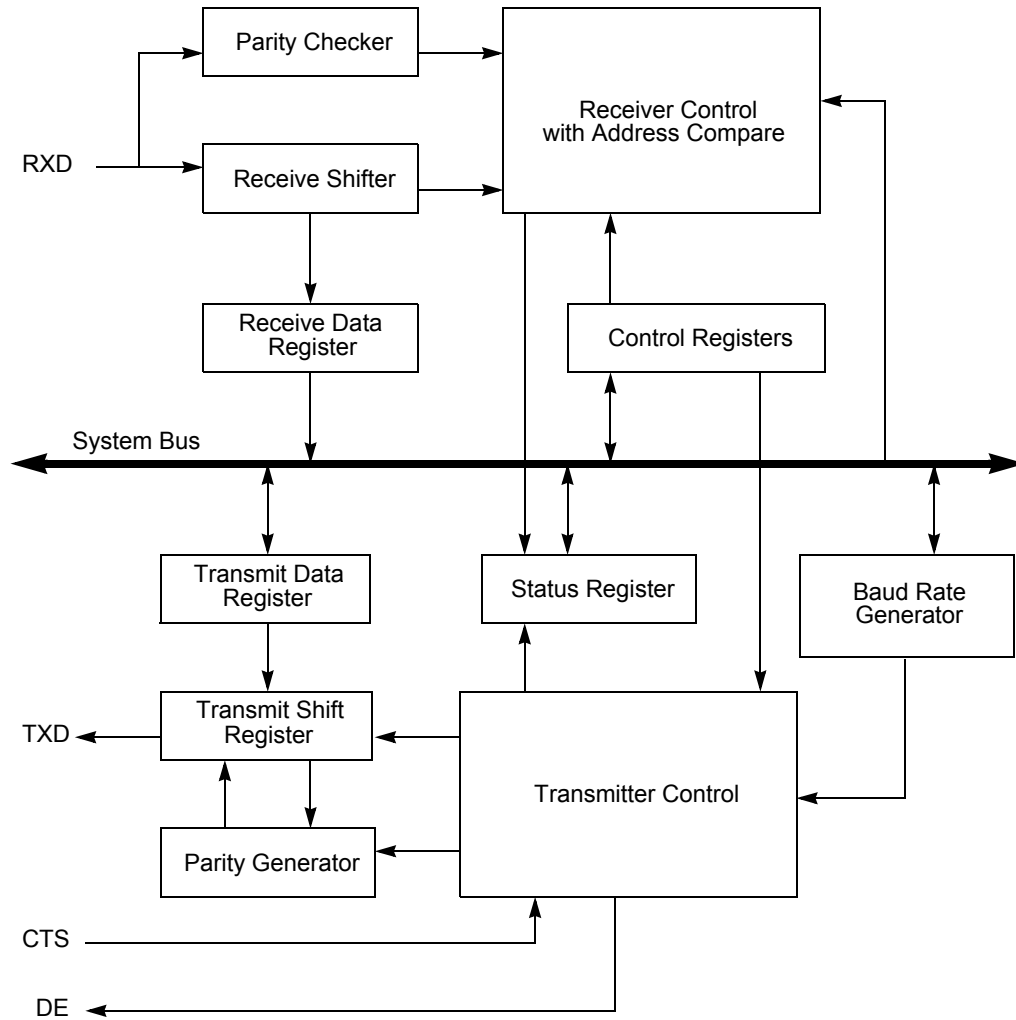 Parity Checker
Receiver Control
with Address Compare
RXD
Receive Shifter
Receive Data
Register
Control Registers
System Bus
Transmit Data
Register
Status Register
Baud Rate
Generator
Transmit Shift
Register
TXD
Transmitter Control
Parity Generator
CTS
DE